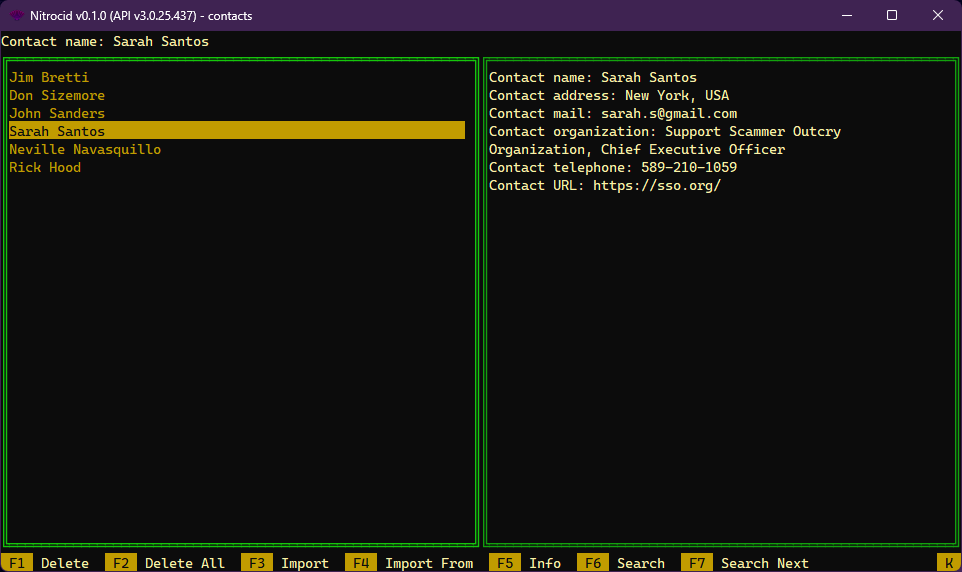 Nitrocid v0.1.0 (API v3.0.25.437) - contacts
Contact name: Sarah Santos
Jim Bretti
Don Sizemore
John Sanders
Sarah Santos
Neville Navasquillo
Rick Hood
Contact name: Sarah Santos
Contact address: New York, USA
Contact mail: sarah.s@gmail.com
Contact organization: Support Scammer Outcry
Organization, Chief Executive Officer
Contact telephone: 589-210-1059
Contact URL: https://sso.org/
F1 Delete F2 Delete All F3 Import F4 Import From F5 Info F6 Search F7 Search Next K